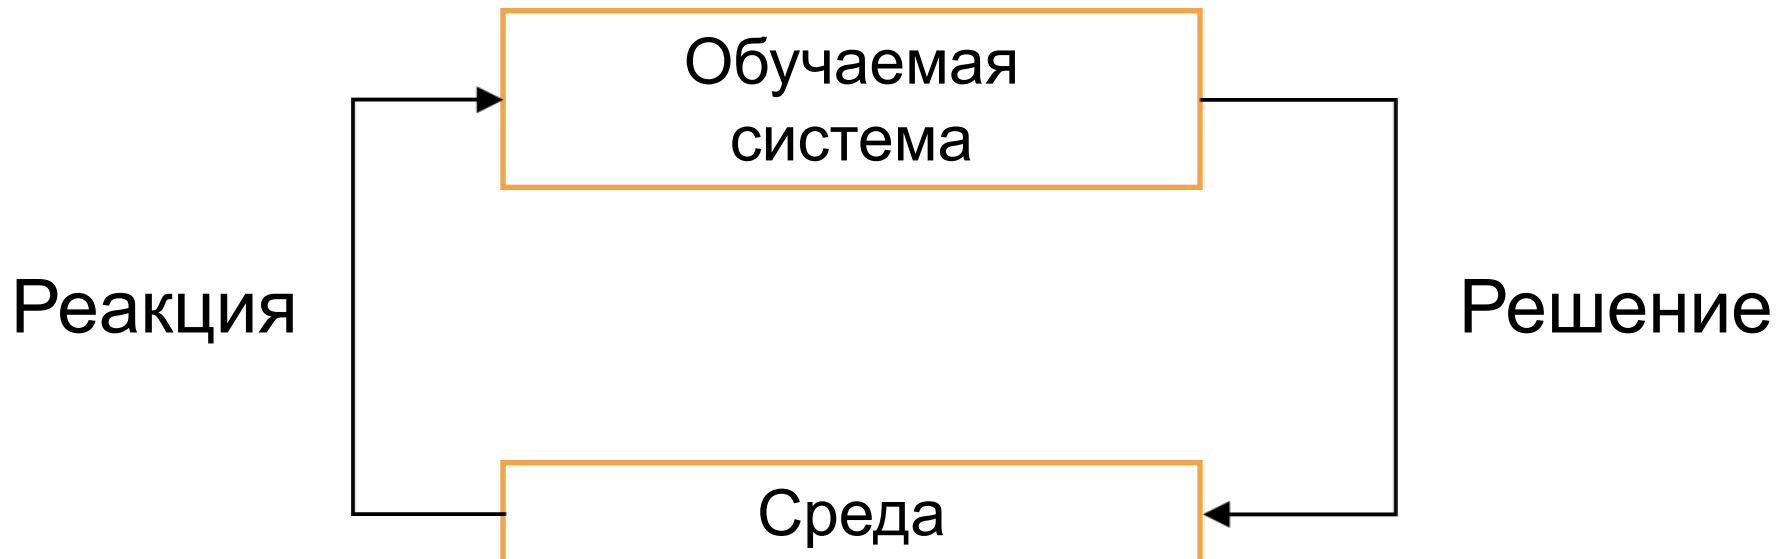 Обучаемая
система
Реакция
Решение
Среда